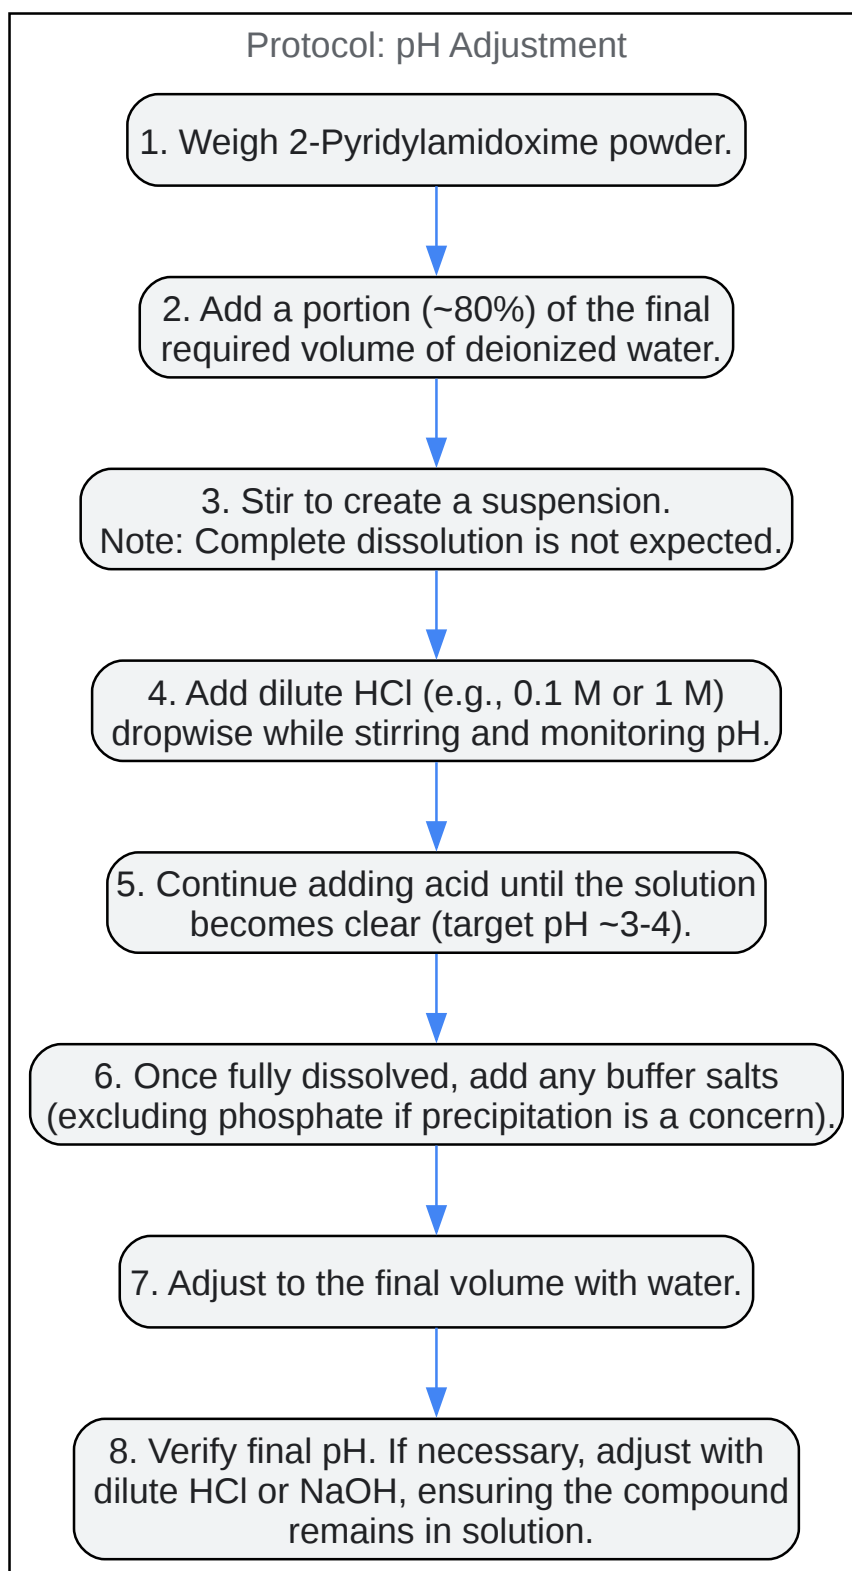 Protocol: pH Adjustment
1. Weigh 2-Pyridylamidoxime powder.
2. Add a portion (~80%) of the final
required volume of deionized water.
3. Stir to create a suspension.
Note: Complete dissolution is not expected.
4. Add dilute HCl (e.g., 0.1 M or 1 M)
dropwise while stirring and monitoring pH.
5. Continue adding acid until the solution
becomes clear (target pH ~3-4).
6. Once fully dissolved, add any buffer salts
(excluding phosphate if precipitation is a concern).
7. Adjust to the final volume with water.
8. Verify final pH. If necessary, adjust with
dilute HCl or NaOH, ensuring the compound
remains in solution.